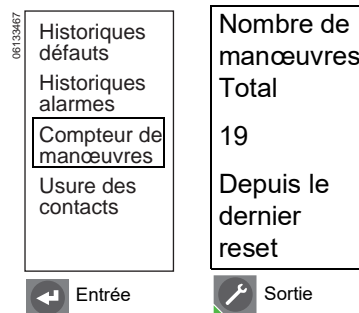 06133467
Historiques
défauts
Historiques
alarmes
Compteur de
manœuvres
Usure des
contacts
Entrée
Nombre de
manœuvres
Total
19
Depuis le
dernier
reset
Sortie